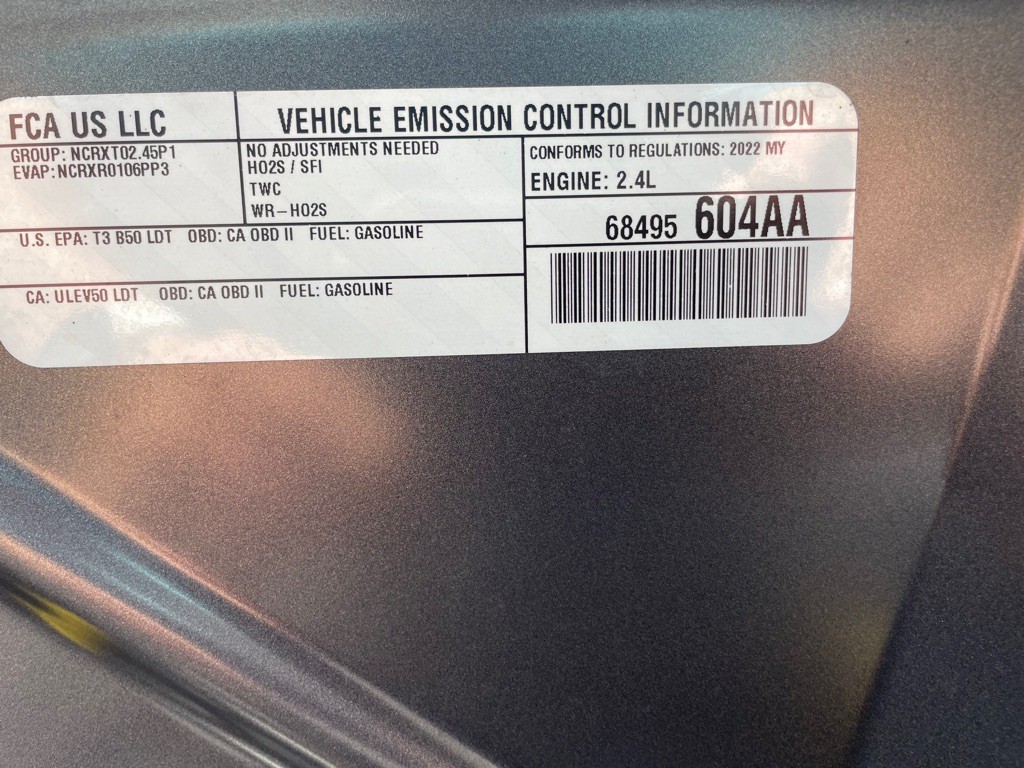 FCA US LLC
VEHICLE EMISSION CONTROL INFORMATION
GROUP: NCRXT02.45P1
EVAP: NCRXR0106PP3
NO ADJUSTMENTS NEEDED
HO2S / SFI
TWC
WR-HO2S
CONFORMS TO REGULATIONS: 2022 MY
ENGINE: 2.4L
68495 604AA
U.S. EPA: T3 B50 LDT OBD: CA OBD II FUEL: GASOLINE
CA: ULEV50 LDT OBD: CA OBD II FUEL: GASOLINE